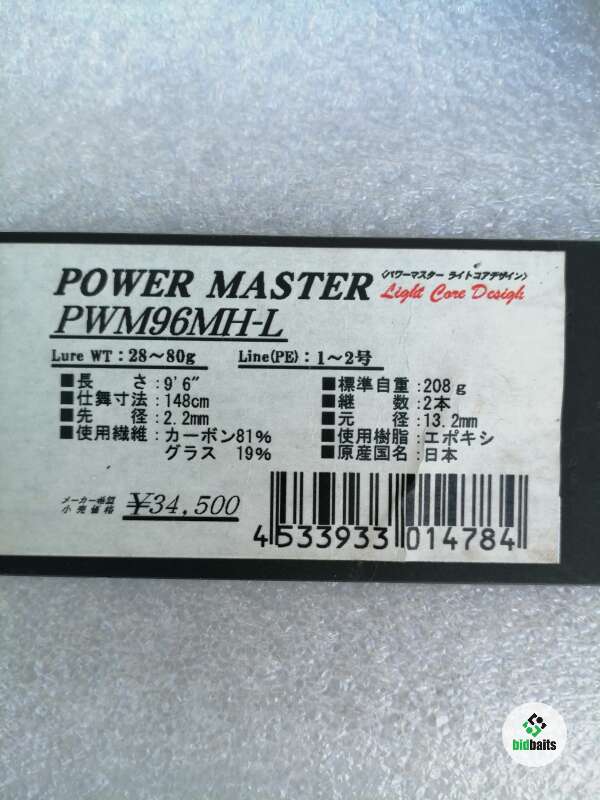 POWER MASTER 〈パワーマスター ライトコアデザイン〉
Light Core Desigh
PWM96MH-L
Lure WT：28～80g Line(PE)：1～2号
■長さ：9'6" ■標準自重：208g
■仕舞寸法：148cm ■継数：2本
■先径：2.2mm ■元径：13.2mm
■使用繊維：カーボン81% ■使用樹脂：エポキシ
グラス 19% ■原産国名：日本
メーカー希望
小売価格 ¥34,500
4 533933 014784
bidbaits